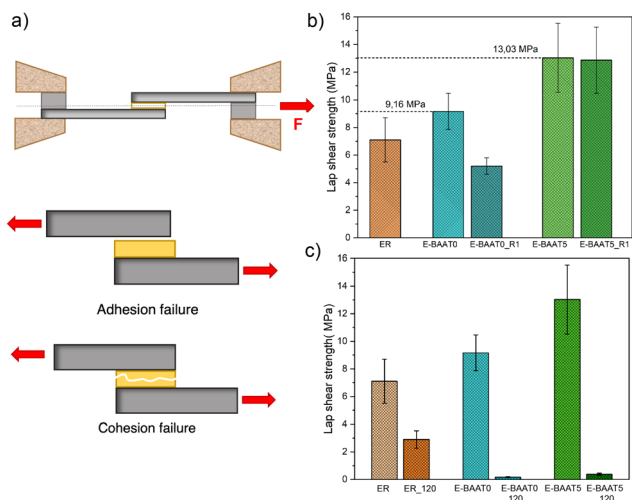 a)
F
Adhesion failure
Cohesion failure
b)
Lap shear strength (MPa)
16
14
12
10
8
6
4
2
0
13,03 MPa
9,16 MPa
ER
E-BAAT0
E-BAAT0_R1
E-BAAT5
E-BAAT5_R1
c)
Lap shear strength( MPa)
16
14
12
10
8
6
4
2
0
ER
ER_120
E-BAAT0
E-BAAT0
120
E-BAAT5
E-BAAT5
120